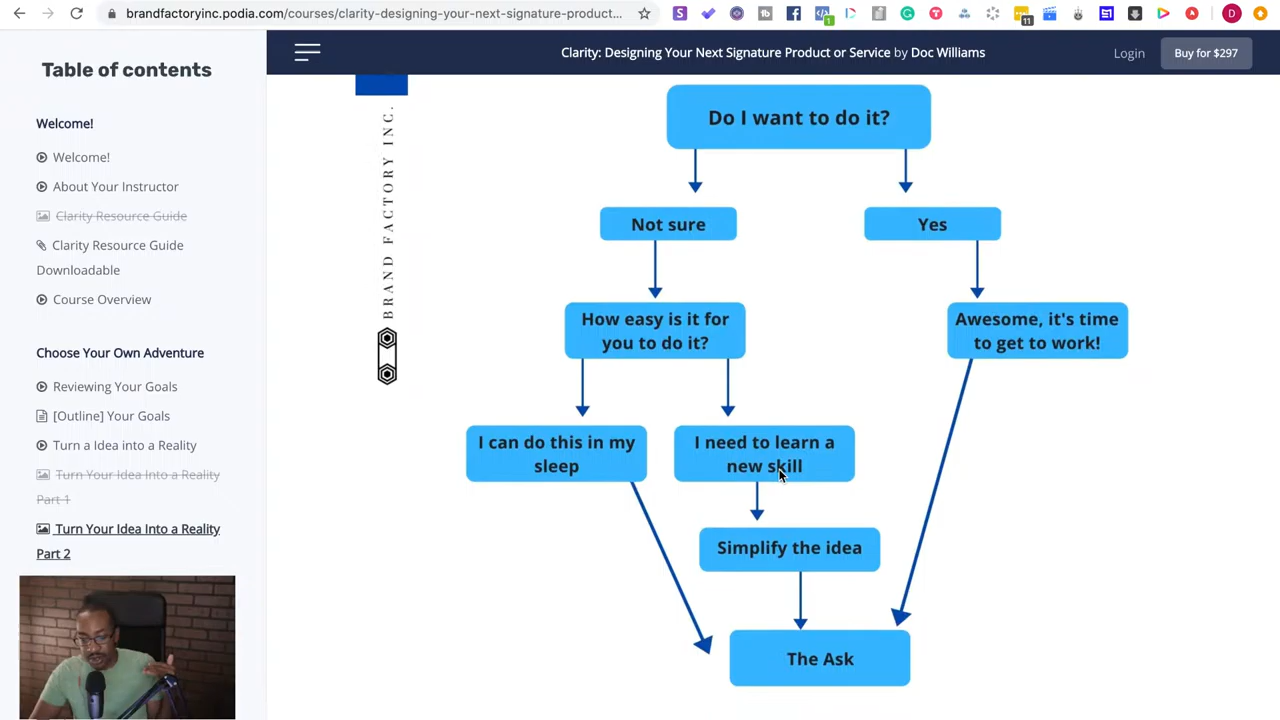 brandfactoryinc.podia.com/courses/clarity-designing-your-next-signature-product...
11
1
D
Table of contents
Welcome!
Welcome!
About Your Instructor
Clarity Resource Guide
Clarity Resource Guide
Downloadable
Course Overview
Choose Your Own Adventure
Reviewing Your Goals
[Outline] Your Goals
Turn a Idea into a Reality
Turn Your Idea Into a Reality
Part 1
Turn Your Idea Into a Reality
Part 2
Clarity: Designing Your Next Signature Product or Service by Doc Williams
Login
Buy for $297
BRAND FACTORY INC.
Do I want to do it?
Not sure
Yes
How easy is it for
you to do it?
Awesome, it's time
to get to work!
I can do this in my
sleep
I need to learn a
new skill
Simplify the idea
The Ask